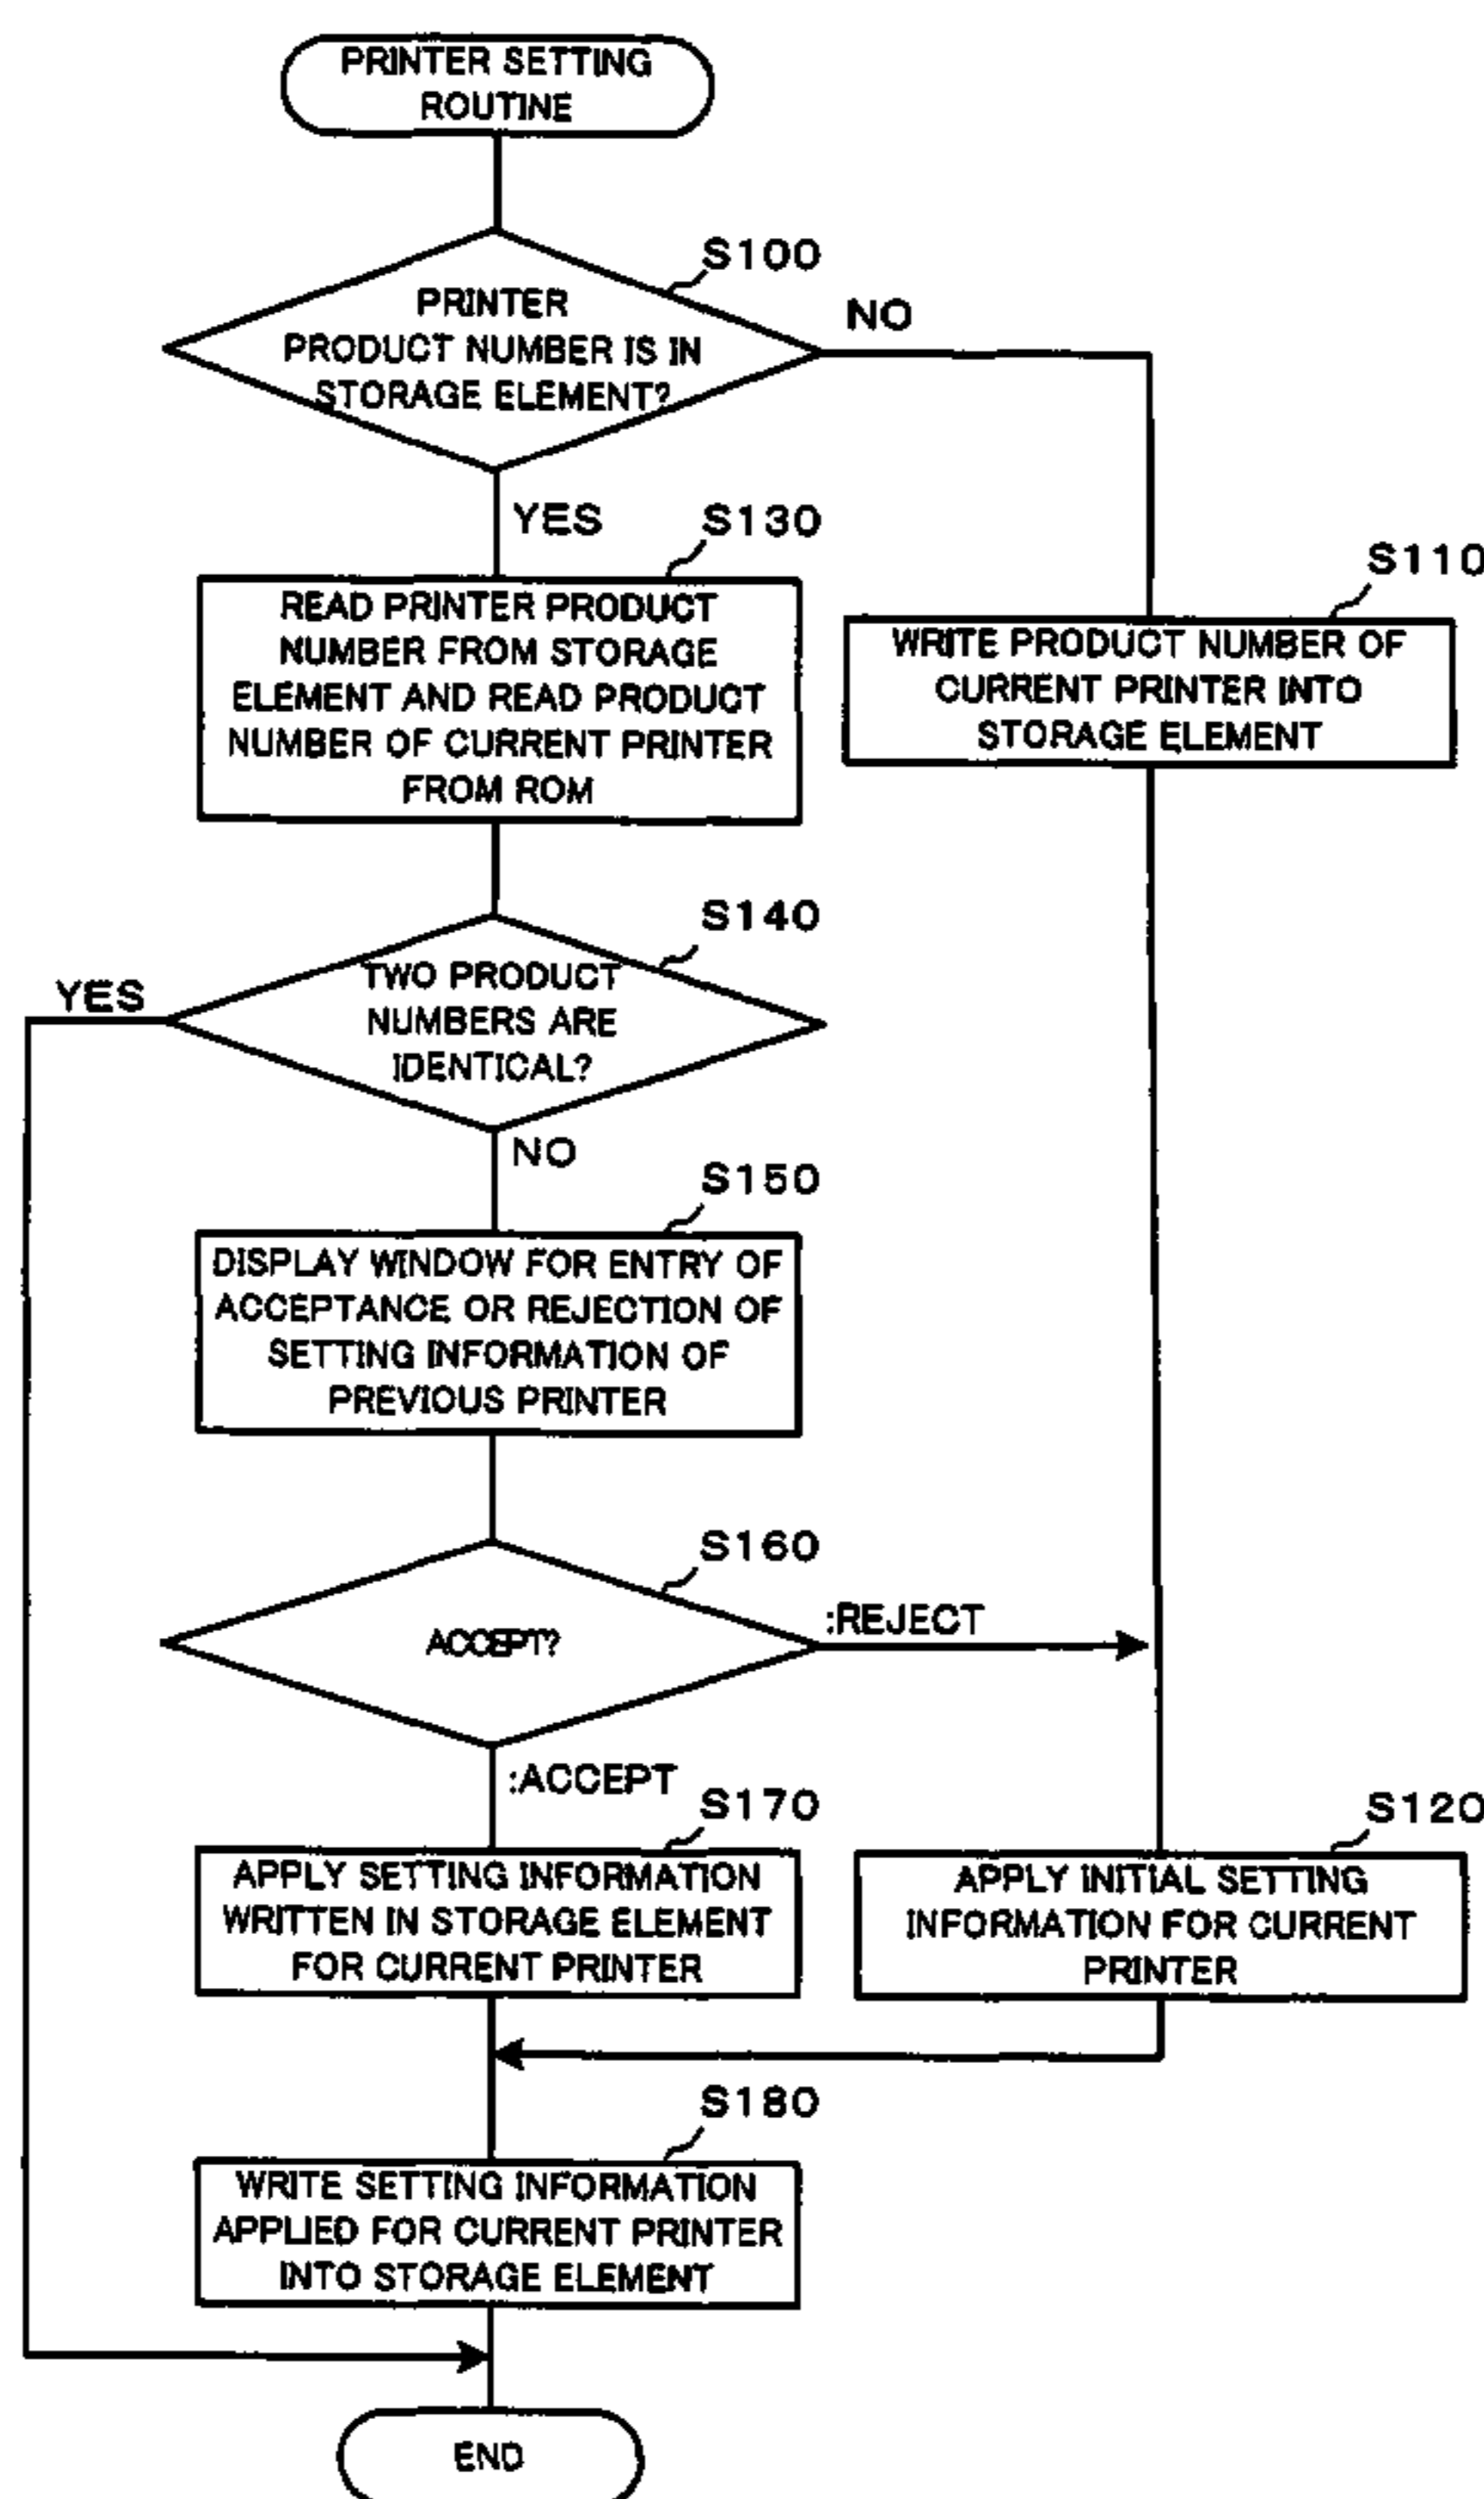 PRINTER SETTING
ROUTINE
S100
PRINTER
PRODUCT NUMBER IS IN
STORAGE ELEMENT?
NO
YES
S130
READ PRINTER PRODUCT
NUMBER FROM STORAGE
ELEMENT AND READ PRODUCT
NUMBER OF CURRENT PRINTER
FROM ROM
S110
WRITE PRODUCT NUMBER OF
CURRENT PRINTER INTO
STORAGE ELEMENT
S140
TWO PRODUCT
NUMBERS ARE
IDENTICAL?
YES
NO
S150
DISPLAY WINDOW FOR ENTRY OF
ACCEPTANCE OR REJECTION OF
SETTING INFORMATION OF
PREVIOUS PRINTER
S160
ACCEPT?
:REJECT
:ACCEPT
S170
APPLY SETTING INFORMATION
WRITTEN IN STORAGE ELEMENT
FOR CURRENT PRINTER
S120
APPLY INITIAL SETTING
INFORMATION FOR CURRENT
PRINTER
S180
WRITE SETTING INFORMATION
APPLIED FOR CURRENT PRINTER
INTO STORAGE ELEMENT
END